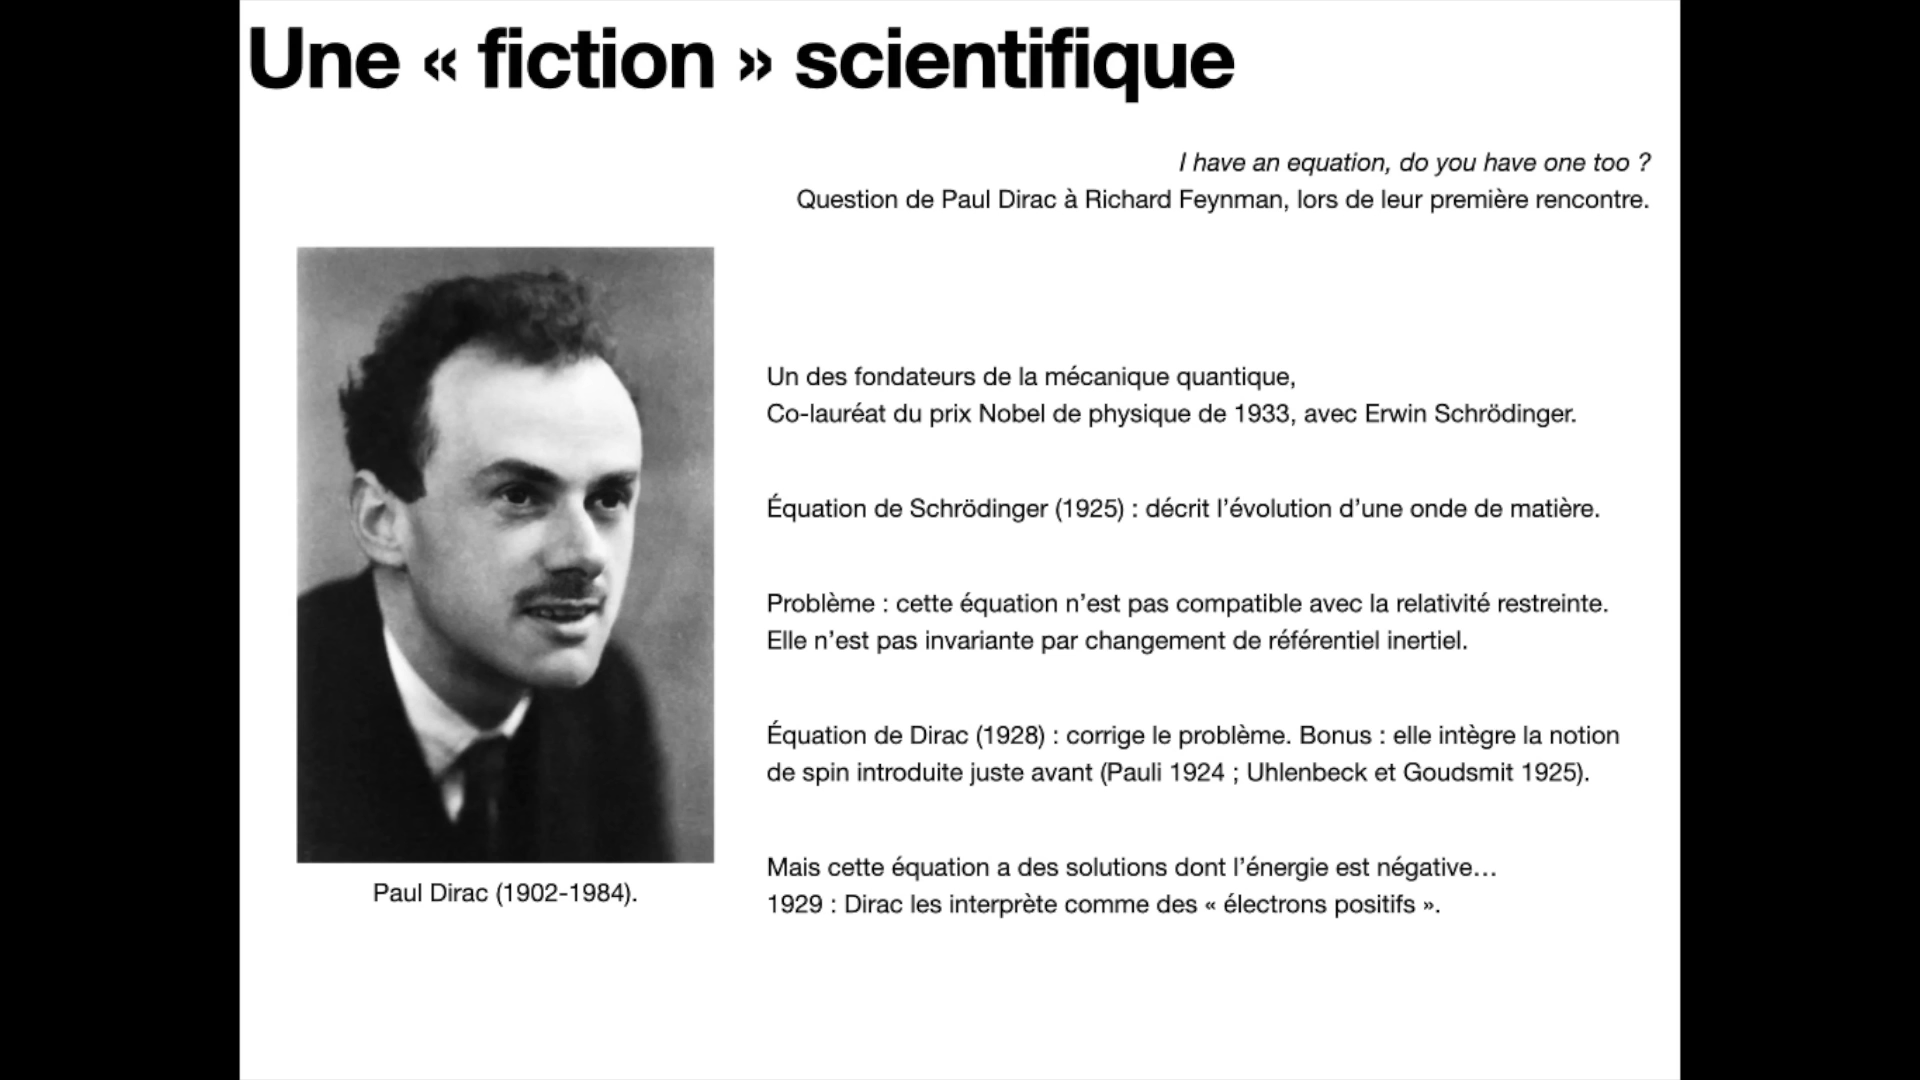 Une « fiction » scientifique
I have an equation, do you have one too ?
Question de Paul Dirac à Richard Feynman, lors de leur première rencontre.
Un des fondateurs de la mécanique quantique,
Co-lauréat du prix Nobel de physique de 1933, avec Erwin Schrödinger.
Équation de Schrödinger (1925) : décrit l’évolution d’une onde de matière.
Problème : cette équation n’est pas compatible avec la relativité restreinte.
Elle n’est pas invariante par changement de référentiel inertiel.
Équation de Dirac (1928) : corrige le problème. Bonus : elle intègre la notion
de spin introduite juste avant (Pauli 1924 ; Uhlenbeck et Goudsmit 1925).
Mais cette équation a des solutions dont l’énergie est négative…
1929 : Dirac les interprète comme des « électrons positifs ».
Paul Dirac (1902-1984).